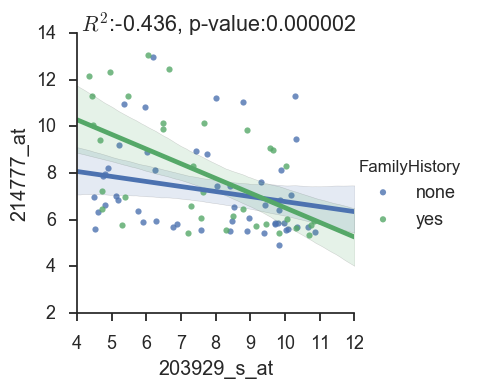 R²:-0.436, p-value:0.000002
14
12
10
8
6
4
2
214777_at
4 5 6 7 8 9 10 11 12
203929_s_at
FamilyHistory
none
yes